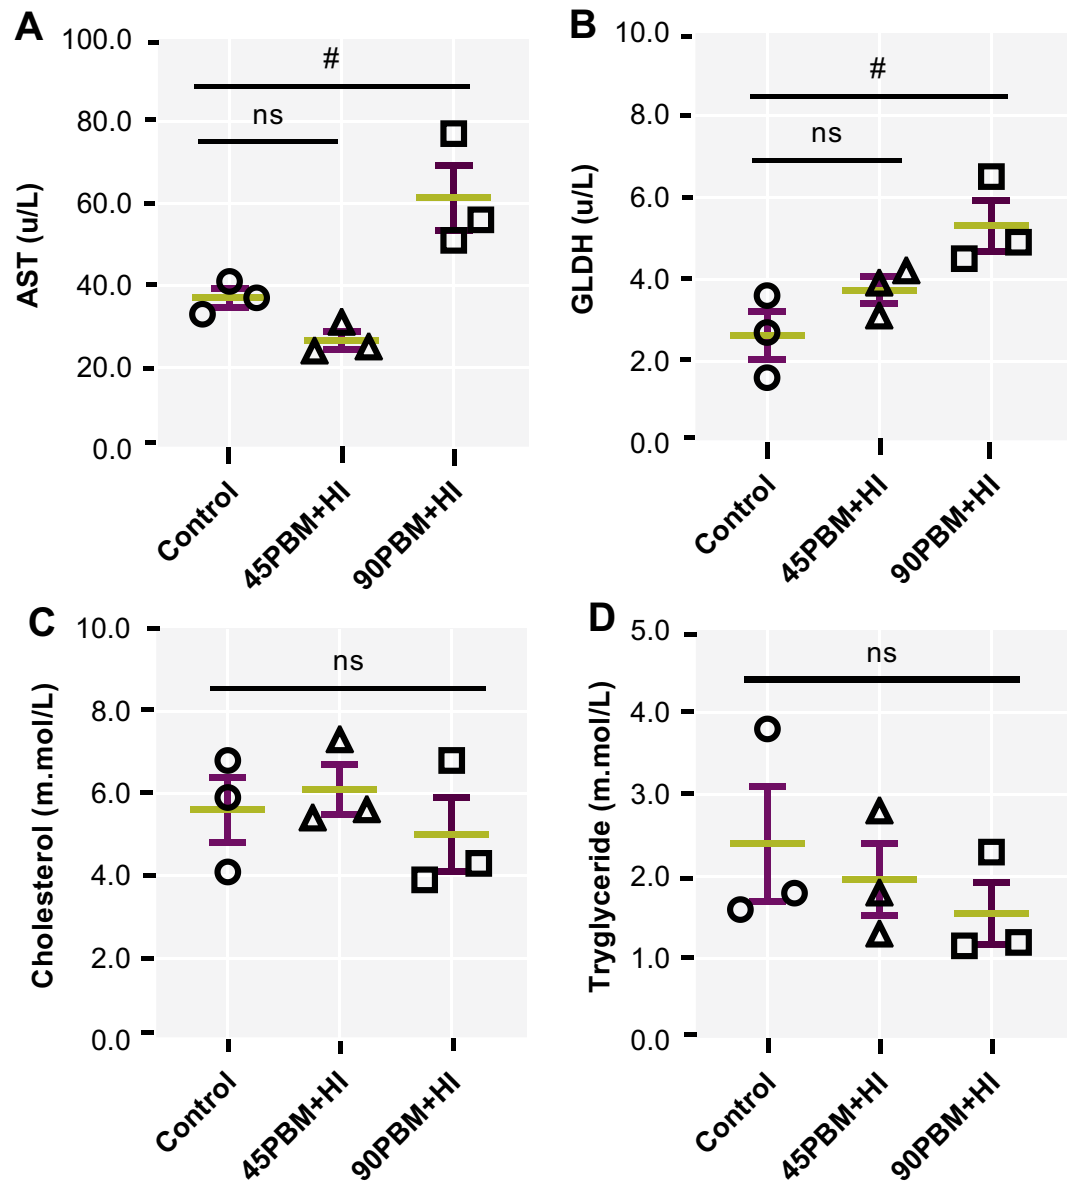 A
100.0
80.0
60.0
40.0
20.0
0.0
AST (u/L)
#
ns
Control
45PBM+HI
90PBM+HI
B
10.0
8.0
6.0
4.0
2.0
0.0
GLDH (u/L)
#
ns
Control
45PBM+HI
90PBM+HI
C
10.0
8.0
6.0
4.0
2.0
0.0
Cholesterol (m.mol/L)
ns
Control
45PBM+HI
90PBM+HI
D
5.0
4.0
3.0
2.0
1.0
0.0
Tryglyceride (m.mol/L)
ns
Control
45PBM+HI
90PBM+HI